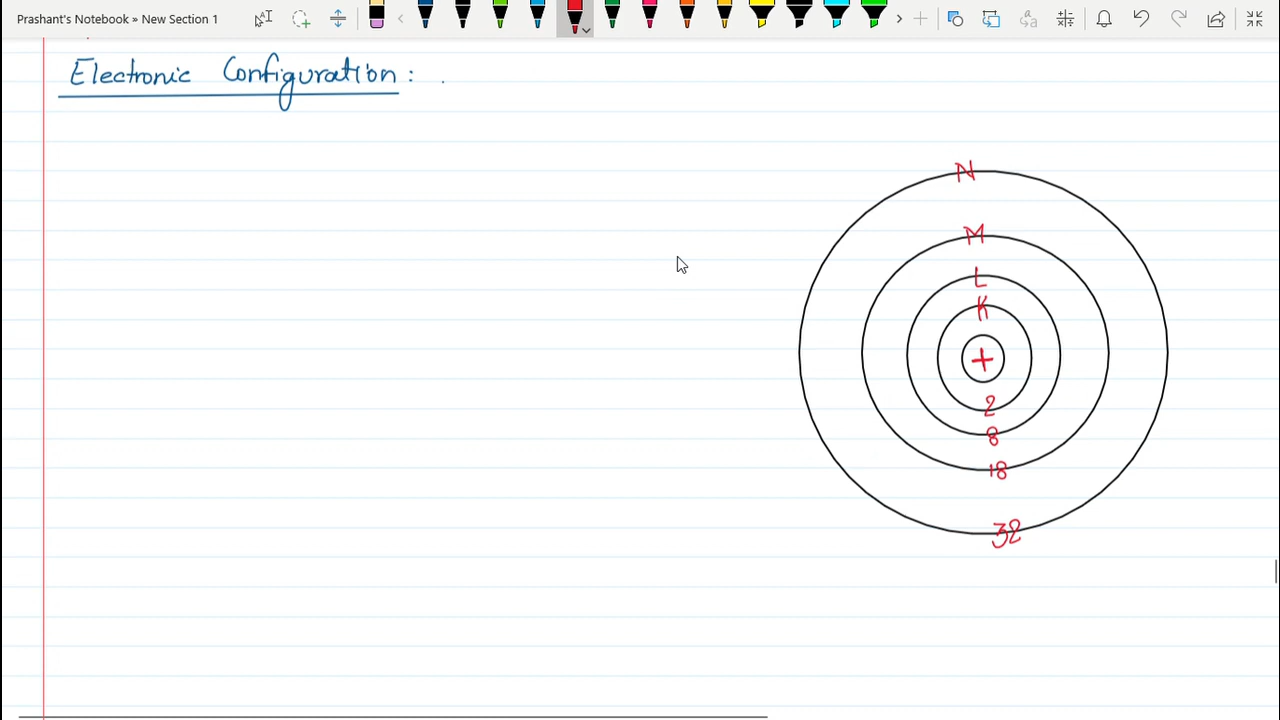 Prashant's Notebook » New Section 1
Electronic Configuration :
N
M
L
K
+
2
8
18
32